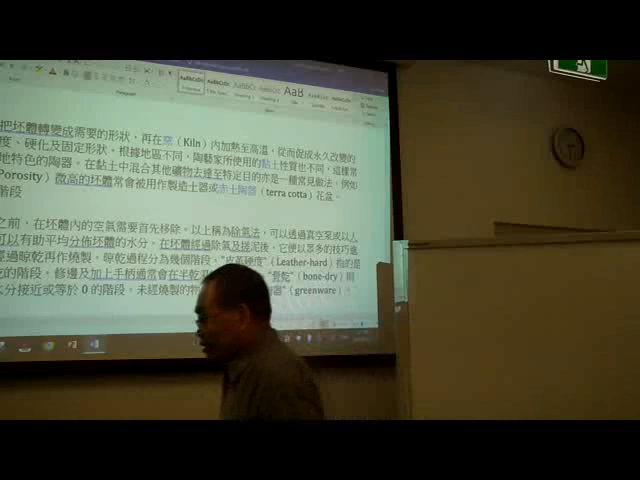 把坯體轉變成需要的形狀，再在窯（Kiln）內加熱至高溫，從而促成永久改變的
度、硬化及固定形狀。根據地區不同，陶藝家所使用的黏土性質也不同，這樣常
地特色的陶器。在黏土中混合其他礦物去達至特定目的亦是一種常見做法，例如
Porosity）微高的坯體常會被用作製造土器或赤土陶器（terra cotta）花盆。
階段
之前，在坯體內的空氣需要首先移除。以上稱為除氣法，可以透過真空泵或以人
可以有助平均分佈坯體的水分。在坯體經過除氣及搓泥後，它便以眾多的技巧進
經過晾乾再作燒製。晾乾過程分為幾個階段。"皮革硬度"（Leather-hard）指的是
的階段。修邊及加上手柄通常會在半乾 （bone-dry）則
分接近或等於 0 的階段。未經燒製的物 （greenware）。